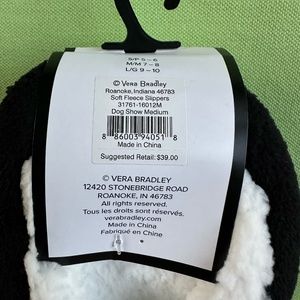 S/P 5 - 6
M/M 7 - 8
L/G 9 - 10
© VERA BRADLEY
Roanoke, Indiana 46783
Soft Fleece Slippers
31761-16012M
Dog Show Medium
8 86003 94051 8
Made in China
Suggested Retail: $39.00
© VERA BRADLEY
12420 STONEBRIDGE ROAD
ROANOKE, IN 46783
All rights reserved.
Tous les droits sont réservés.
verabradley.com
Made in China
Fabriqué en Chine